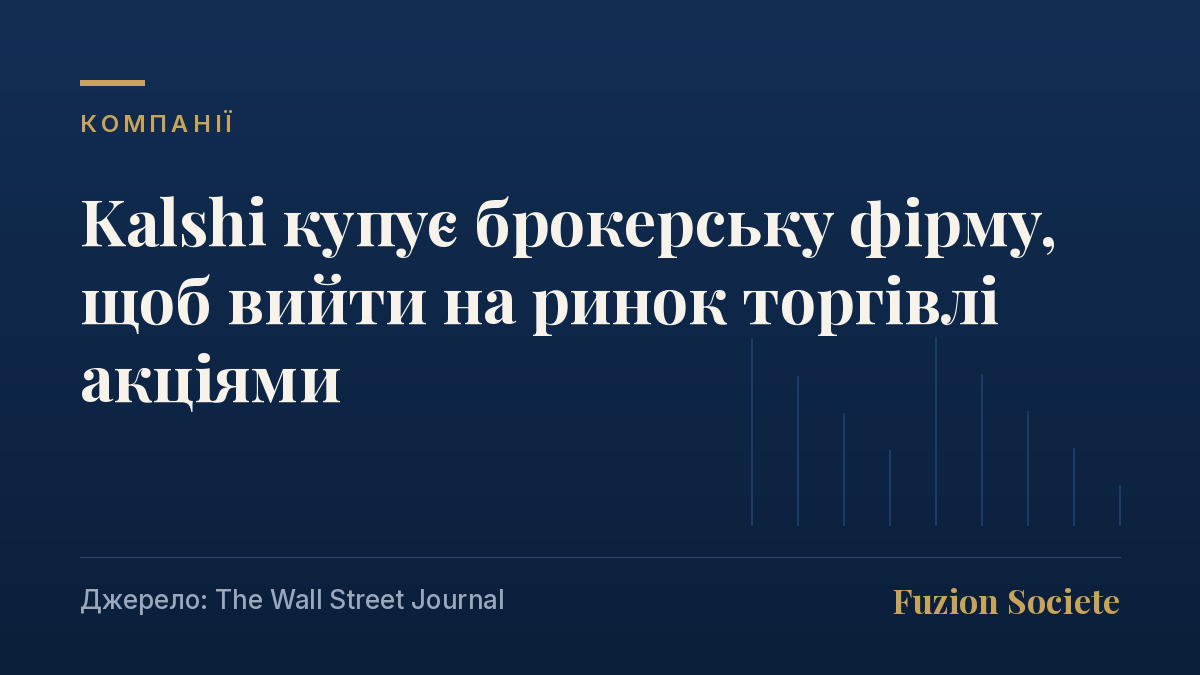 КОМПАНІЇ
Kalshi купує брокерську фірму,
щоб вийти на ринок торгівлі
акціями
Джерело: The Wall Street Journal
Fuzion Societe